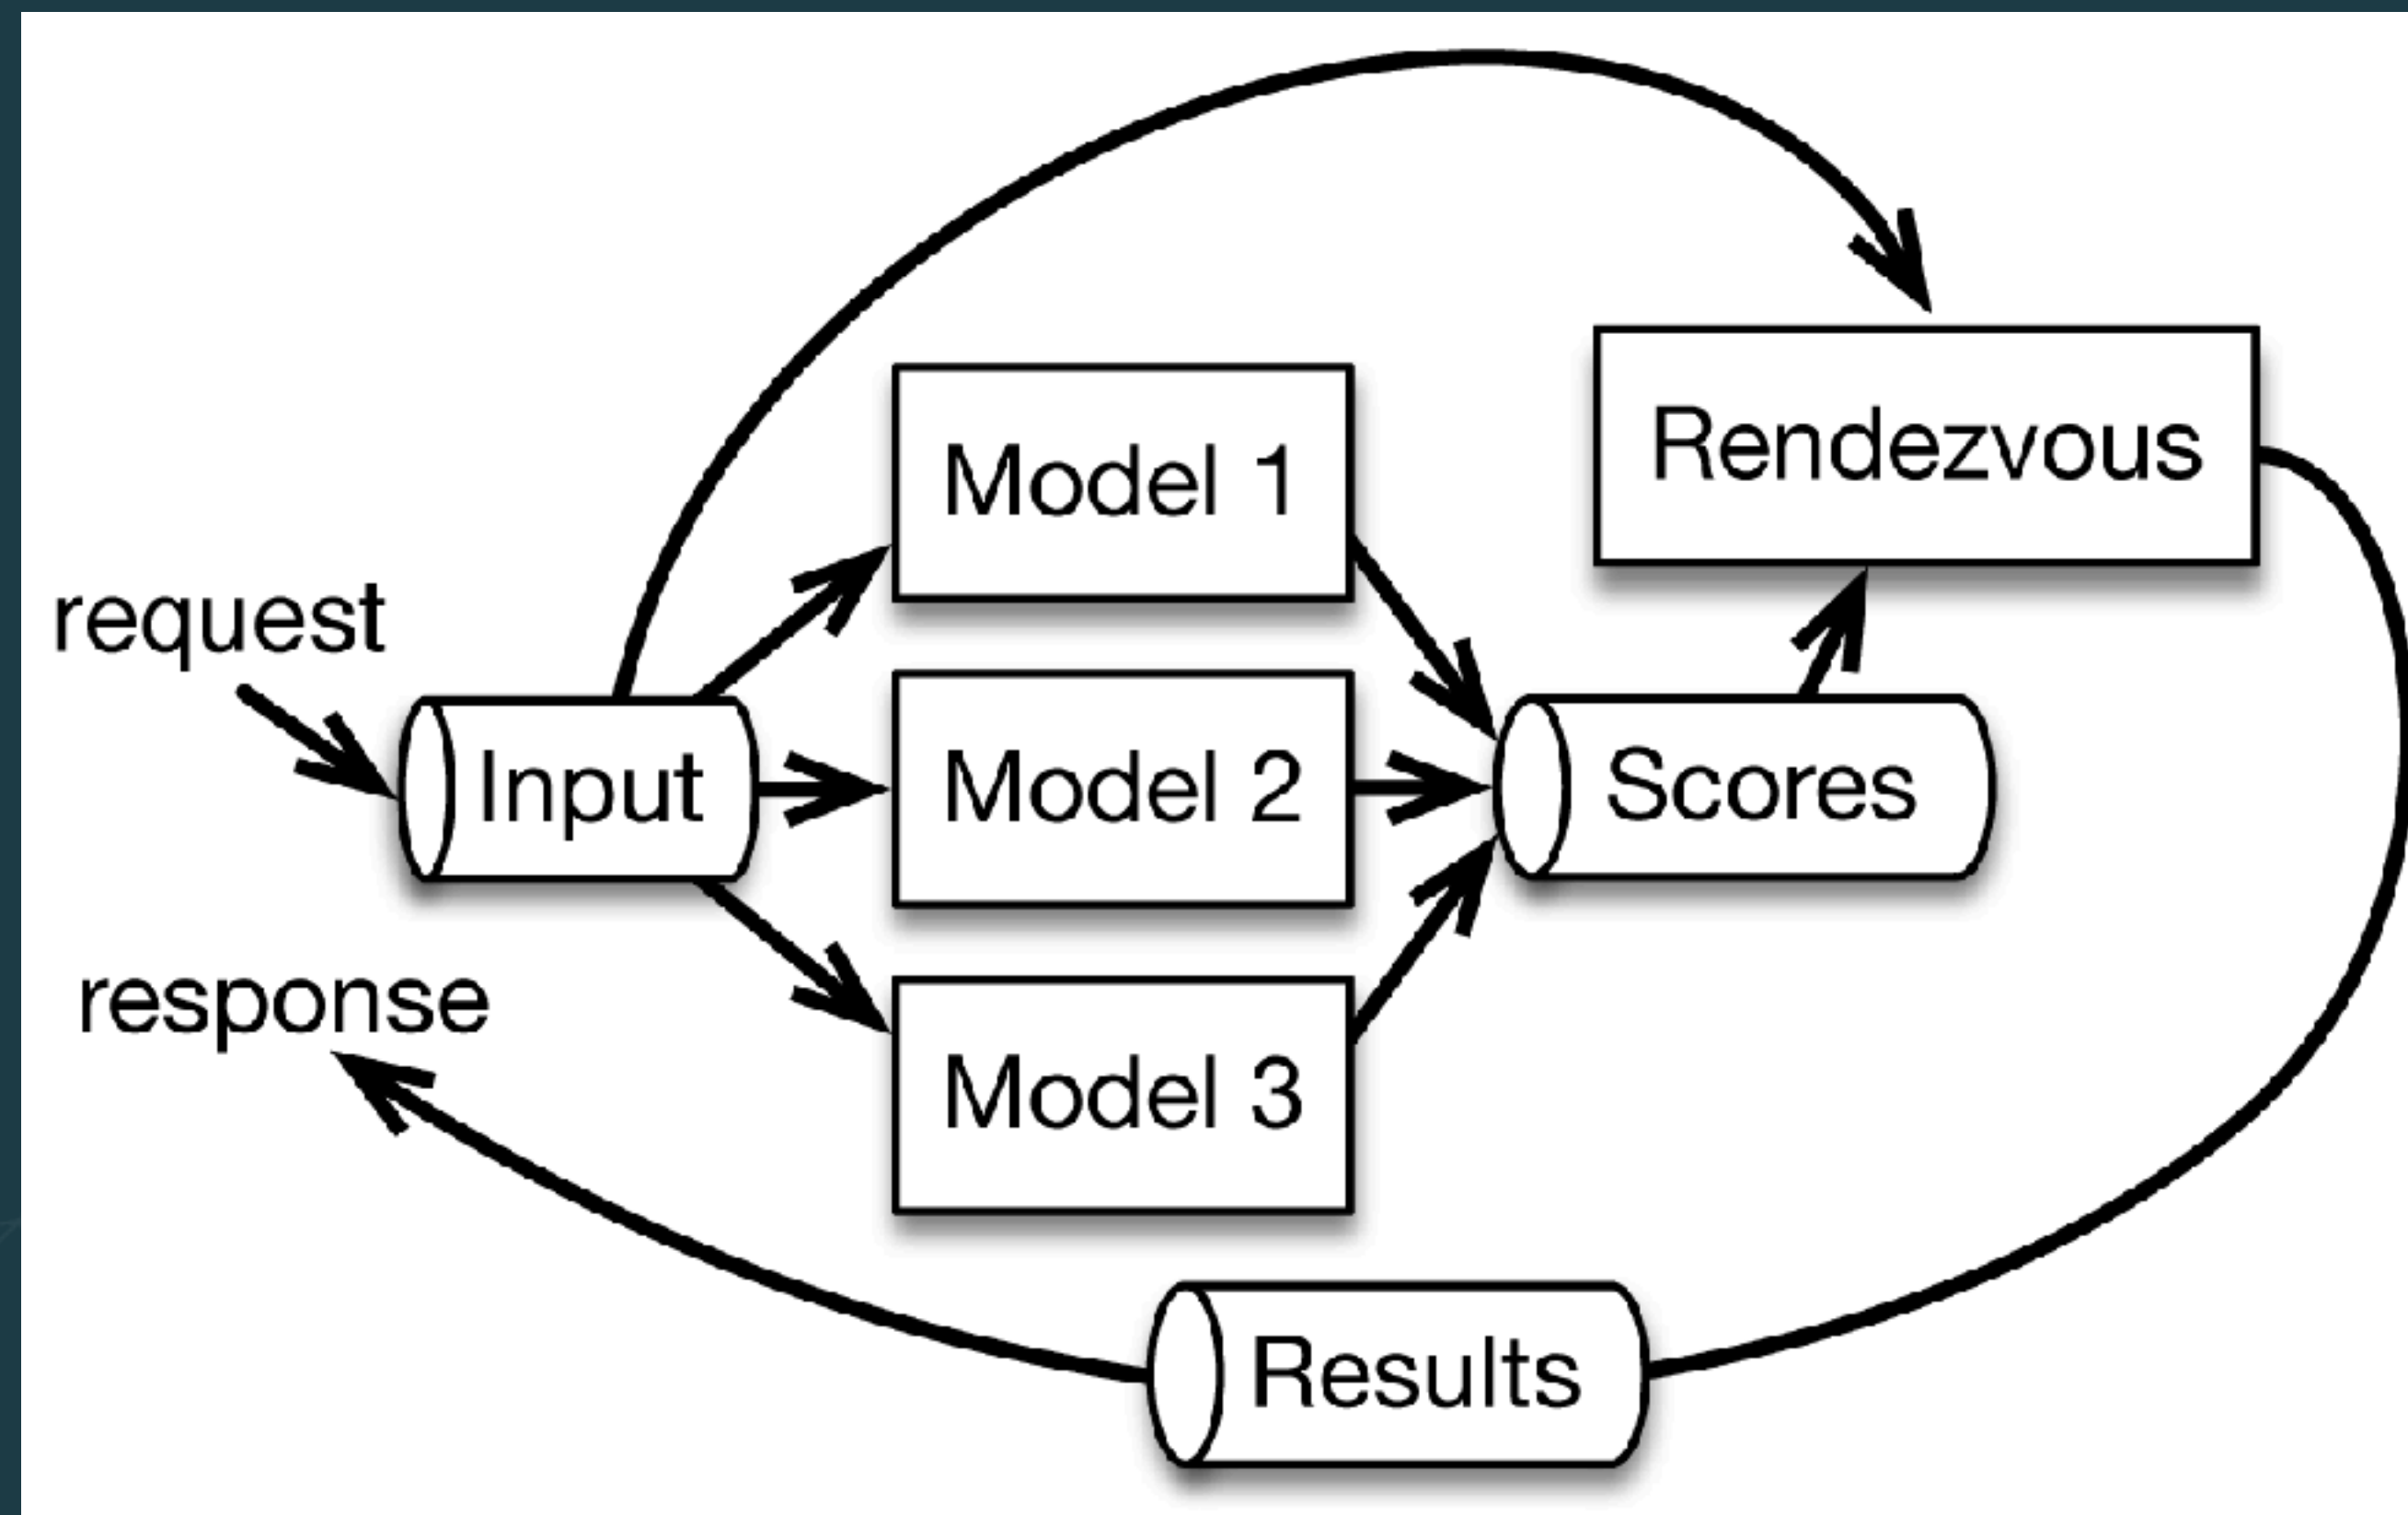 request
Input
Model 1
Model 2
Model 3
Scores
Rendezvous
Results
response